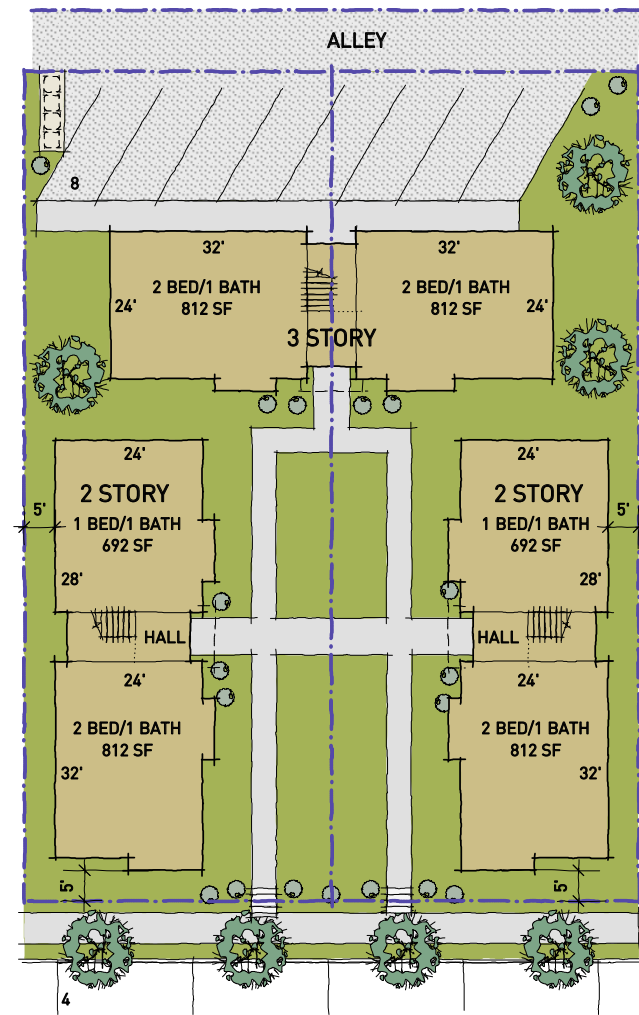 ALLEY
8
32'
32'
2 BED/1 BATH
812 SF
2 BED/1 BATH
812 SF
24'
24'
3 STORY
24'
24'
2 STORY
2 STORY
5'
5'
1 BED/1 BATH
692 SF
1 BED/1 BATH
692 SF
28'
28'
HALL
HALL
24'
24'
2 BED/1 BATH
812 SF
2 BED/1 BATH
812 SF
32'
32'
5'
5'
4